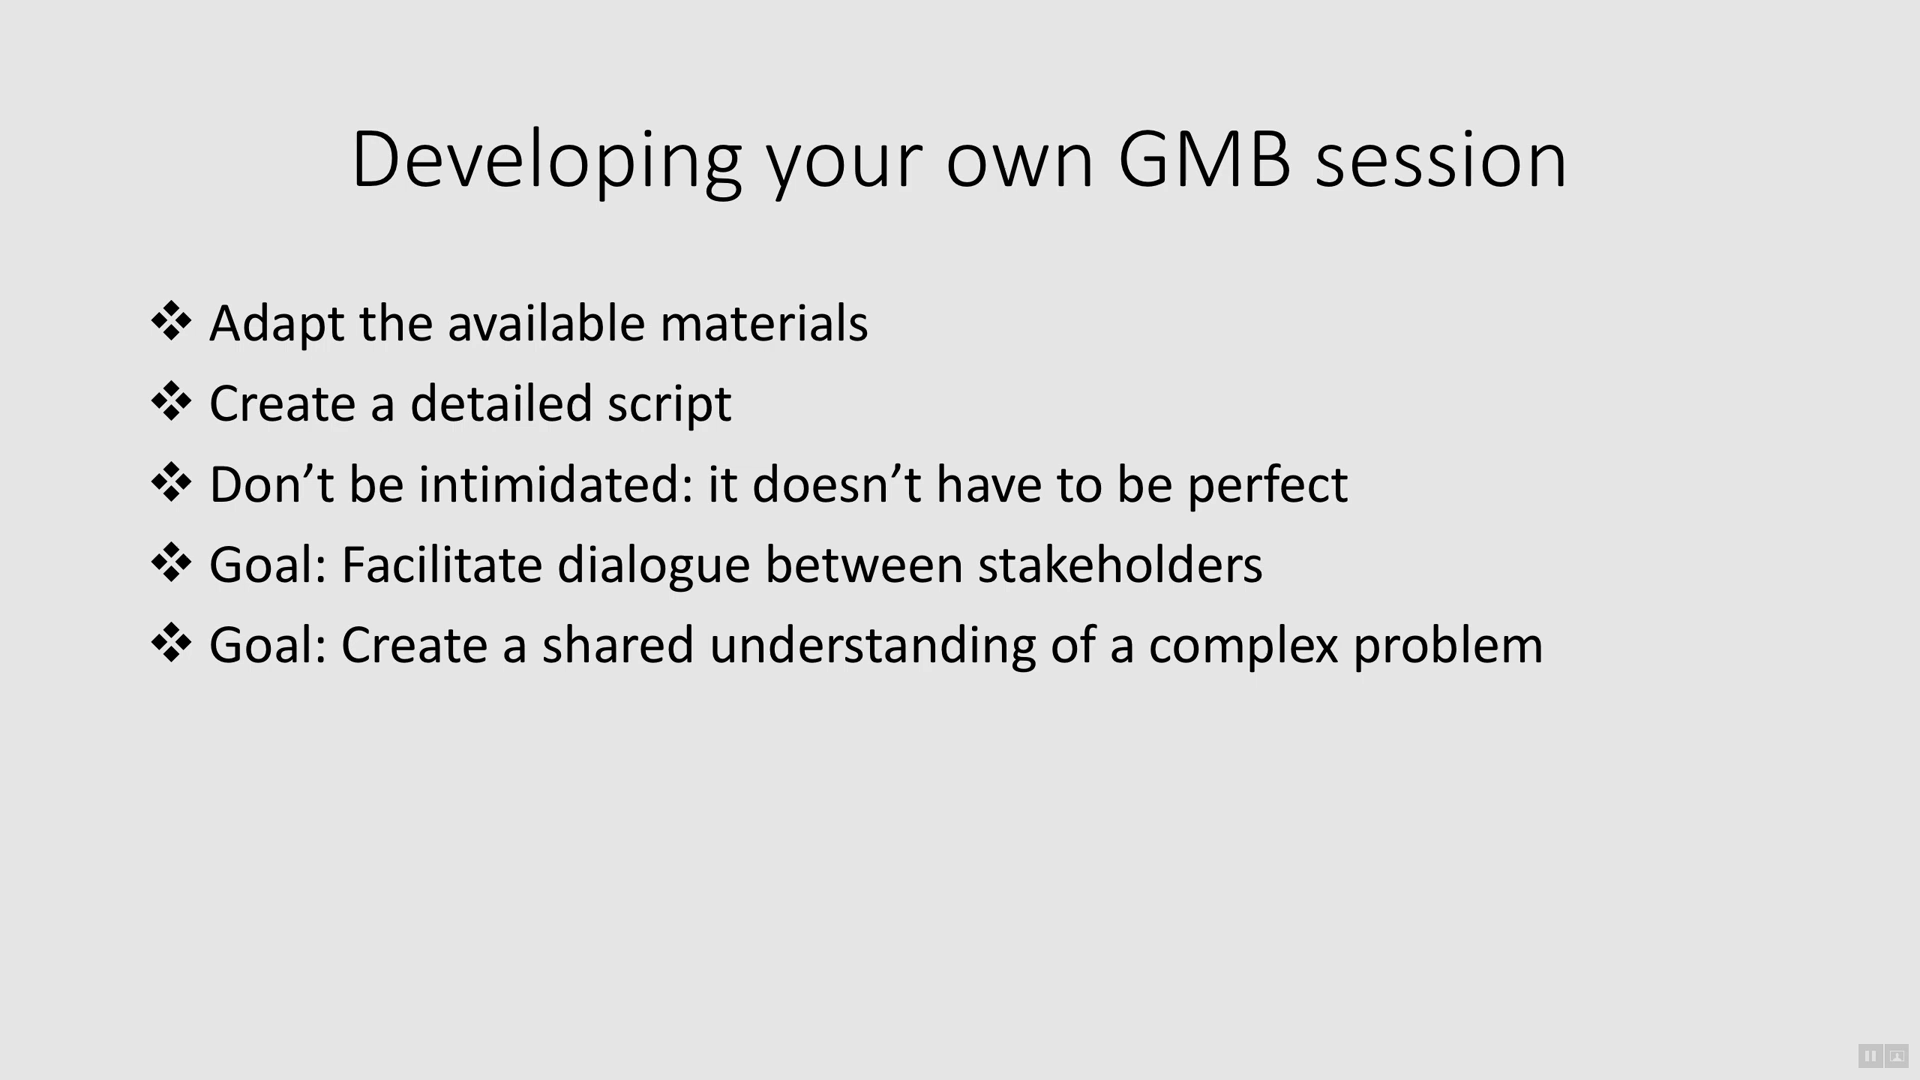 Developing your own GMB session
❖ Adapt the available materials
❖ Create a detailed script
❖ Don’t be intimidated: it doesn’t have to be perfect
❖ Goal: Facilitate dialogue between stakeholders
❖ Goal: Create a shared understanding of a complex problem